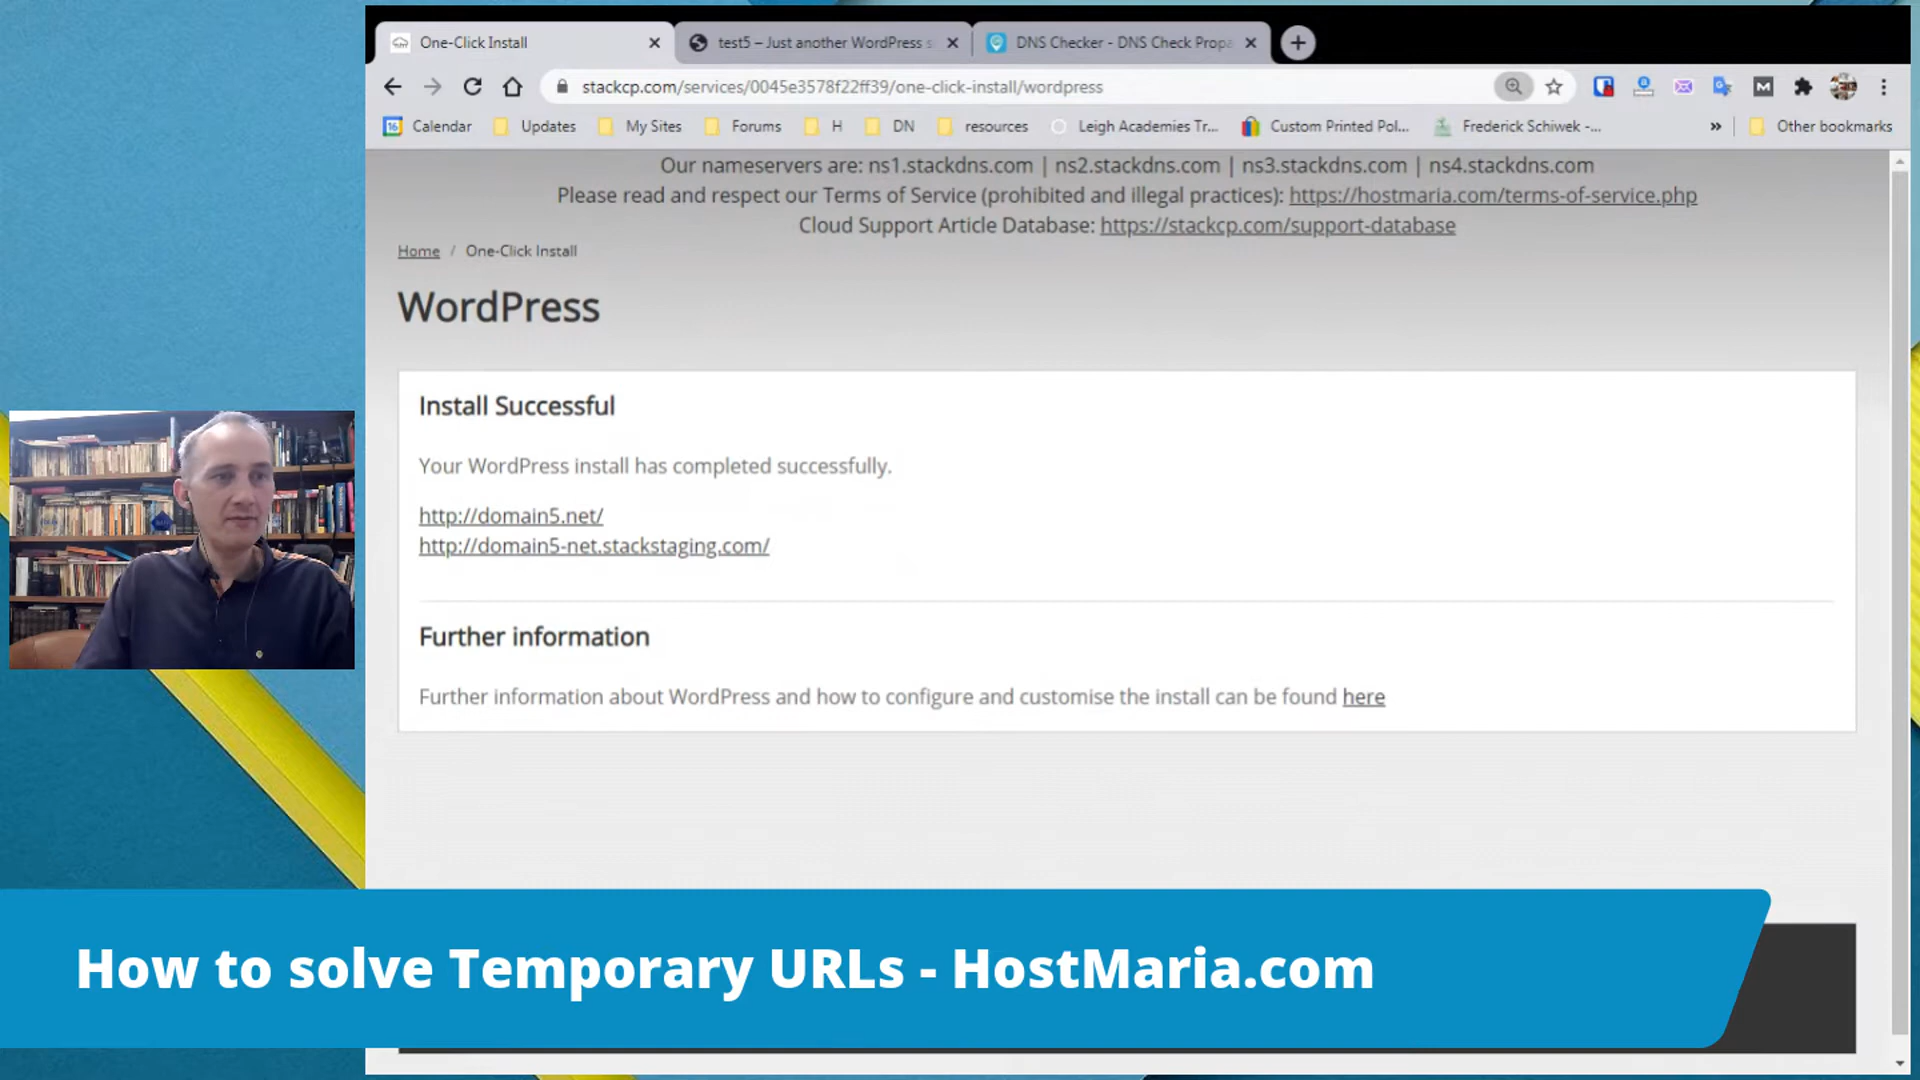 One-Click Install
test5 – Just another WordPress s
DNS Checker - DNS Check Propa
stackcp.com/services/0045e3578f22ff39/one-click-install/wordpress
Calendar
Updates
My Sites
Forums
H
DN
resources
Leigh Academies Tr...
Custom Printed Pol...
Frederick Schiwek -...
»
Other bookmarks
Our nameservers are: ns1.stackdns.com | ns2.stackdns.com | ns3.stackdns.com | ns4.stackdns.com
Please read and respect our Terms of Service (prohibited and illegal practices): https://hostmaria.com/terms-of-service.php
Cloud Support Article Database: https://stackcp.com/support-database
Home / One-Click Install
WordPress
Install Successful
Your WordPress install has completed successfully.
http://domain5.net/
http://domain5-net.stackstaging.com/
Further information
Further information about WordPress and how to configure and customise the install can be found here
How to solve Temporary URLs - HostMaria.com